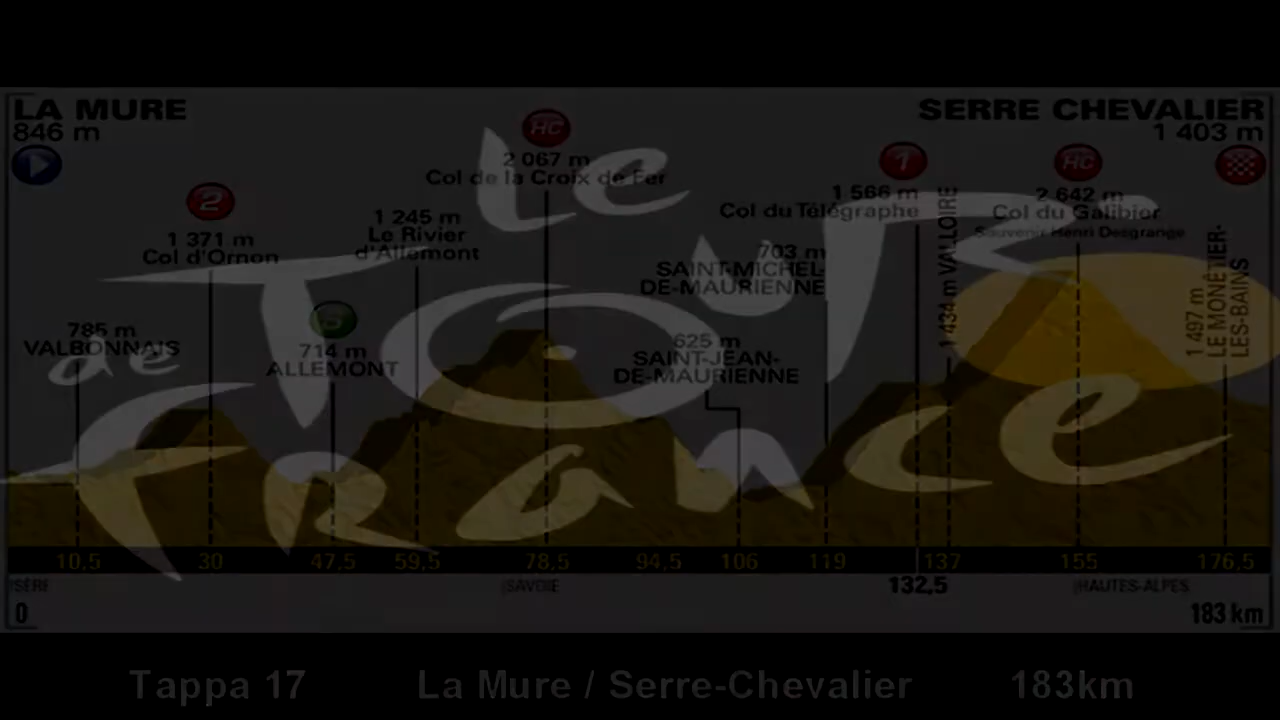 LA MURE
846 m
SERRE CHEVALIER
1 403 m
HC
2 067 m
Col de la Croix de Fer
1
1 566 m
Col du Télégraphe
HC
2 642 m
Col du Galibier
Souvenir Henri Desgrange
2
1 371 m
Col d'Ornon
1 245 m
Le Rivier
d'Allemont
703 m
SAINT-MICHEL-
DE-MAURIENNE
1 434 m VALLOIRE
1 497 m
LE MONÊTIER-
LES-BAINS
785 m
VALBONNAIS
S
714 m
ALLEMONT
625 m
SAINT-JEAN-
DE-MAURIENNE
Le
TOUR
de
FRance
10,5 30 47,5 59,5 78,5 94,5 106 119 137 155 176,5
132,5
ISÈRE SAVOIE HAUTES-ALPES
0 183 km
Tappa 17 La Mure / Serre-Chevalier 183km